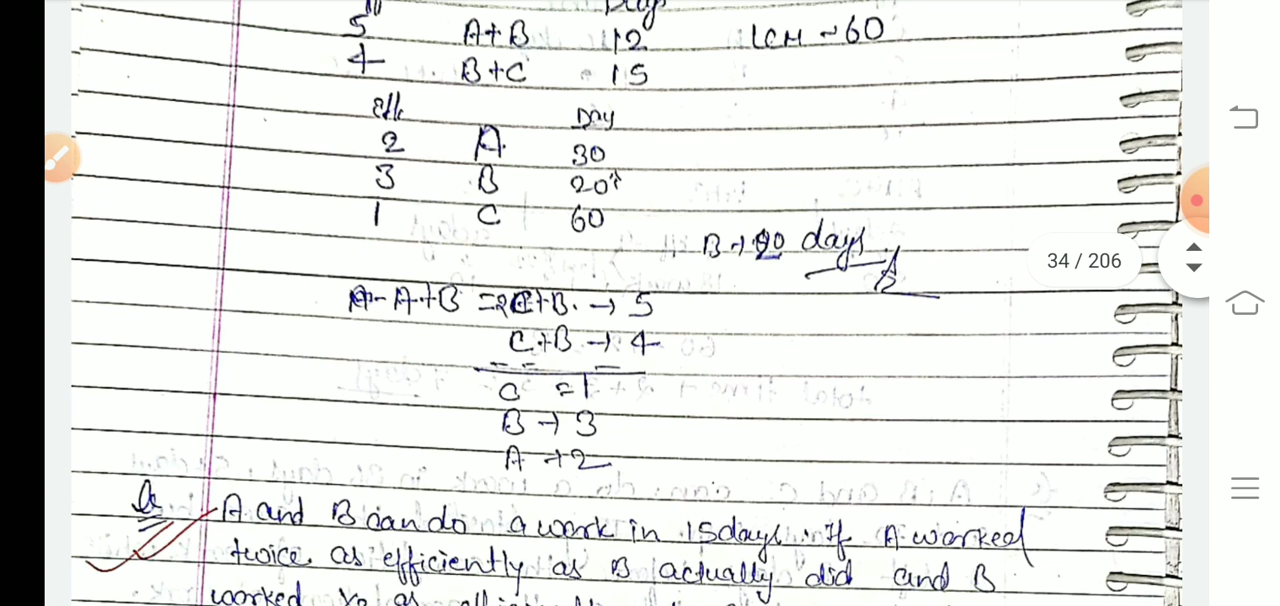 5 A+B 12 LCM → 60
4 B+C 15
Eff Day
2 A 30
3 B 20
1 C 60
B → 20 days
34 / 206
A+B = 2C+B → 5
C+B → 4
C = 1
B → 3
A → 2
Q A and B can do a work in 15 days. If A worked
twice as efficiently as B actually did and B
worked as